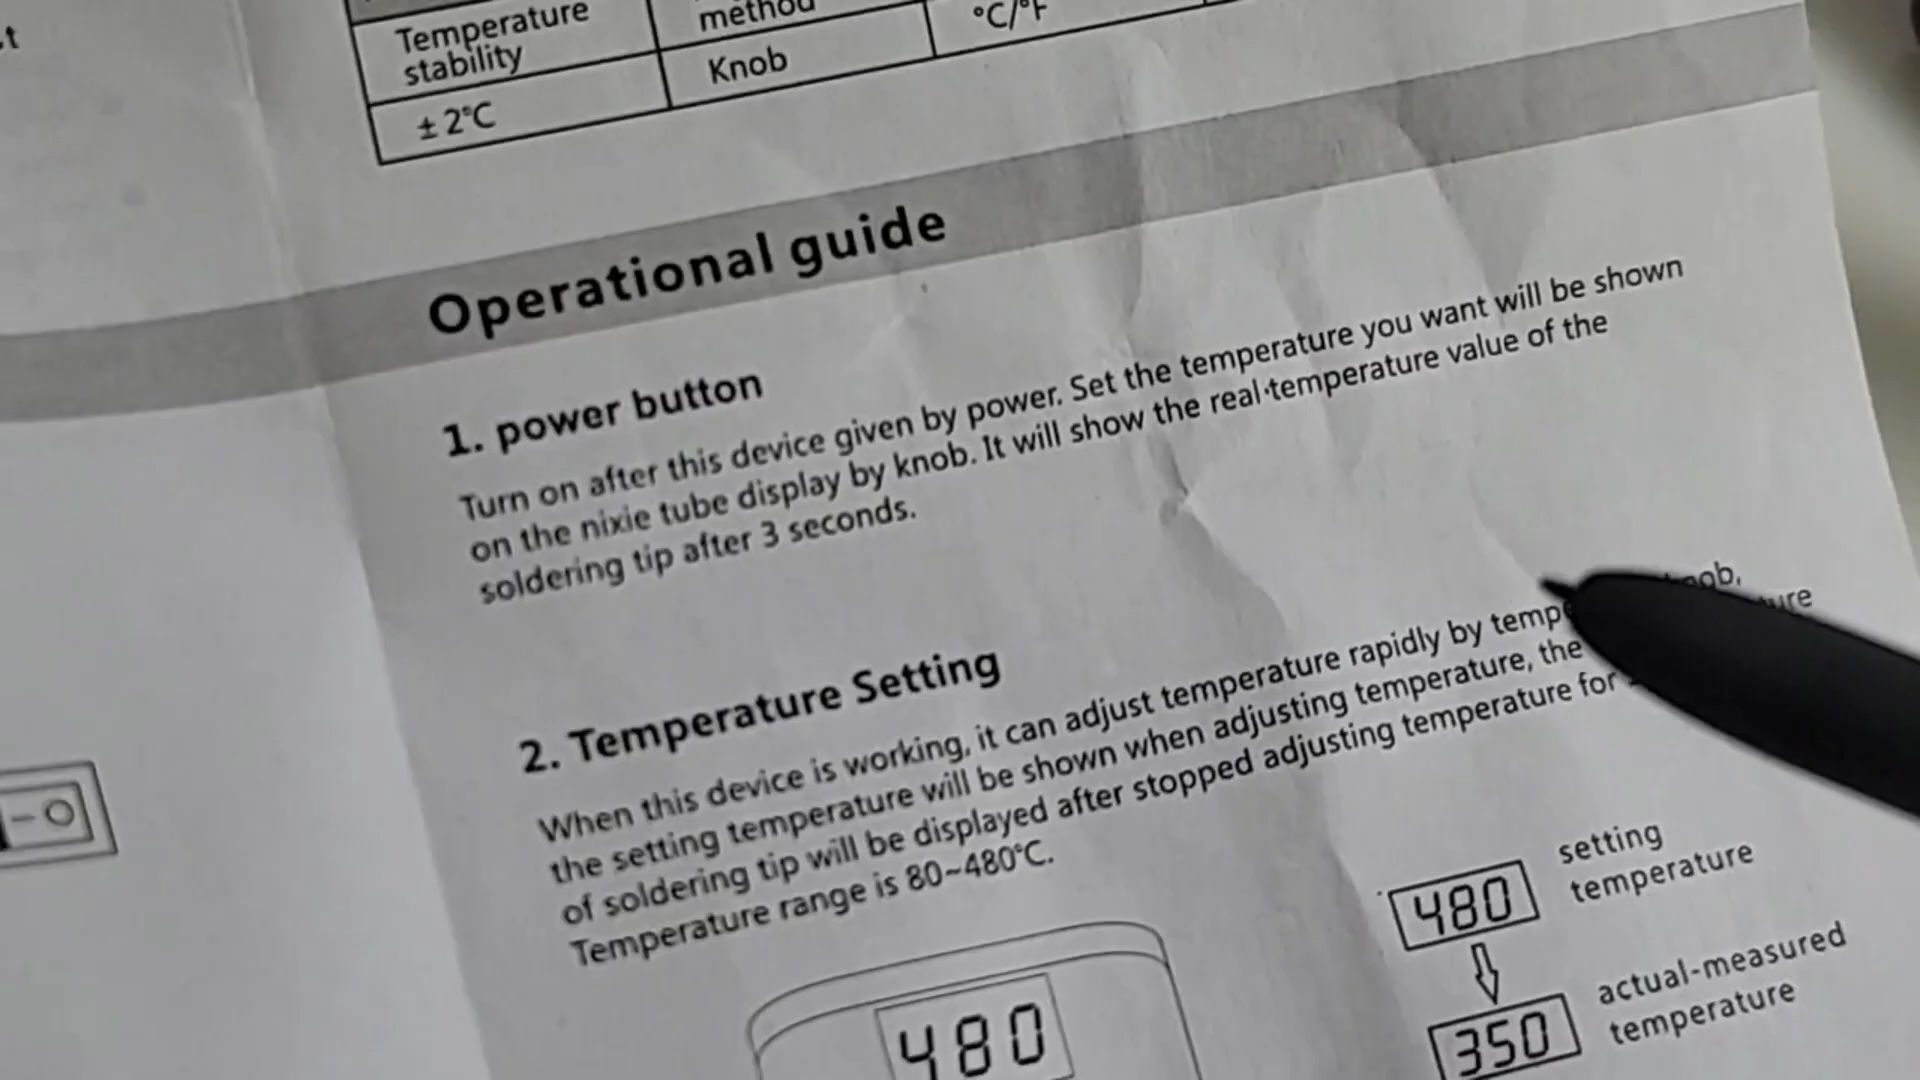 Temperature
stability
method
°C/°F
± 2°C
Knob
Operational guide
1. power button
Turn on after this device given by power. Set the temperature you want will be shown
on the nixie tube display by knob. It will show the real·temperature value of the
soldering tip after 3 seconds.
2. Temperature Setting
When this device is working, it can adjust temperature rapidly by
the setting temperature will be shown when adjusting temperature, the
of soldering tip will be displayed after stopped adjusting temperature for
Temperature range is 80~480°C.
480
setting
temperature
350
actual-measured
temperature
480